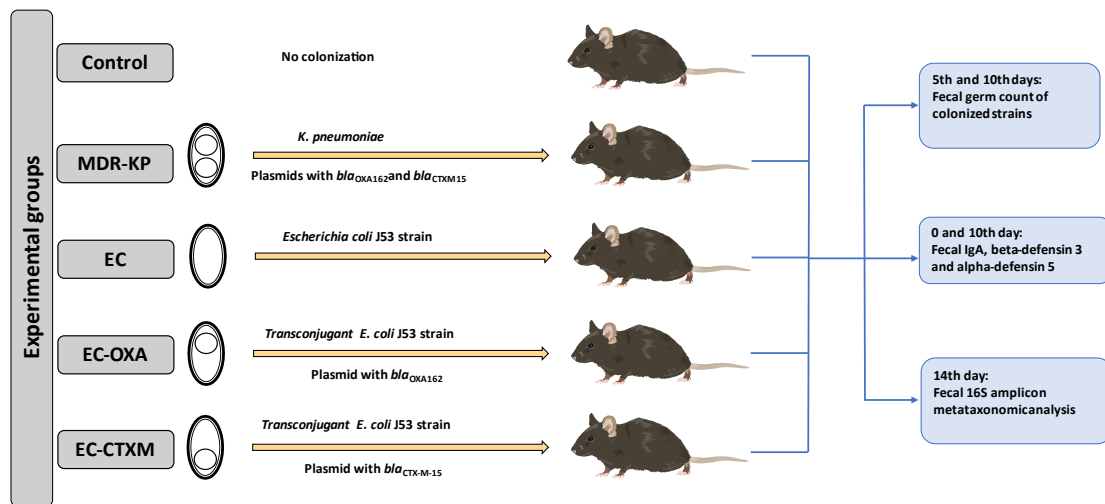 Experimental groups
Control
No colonization
MDR-KP
K. pneumoniae
Plasmids with blaOXA162and blaCTXM15
EC
Escherichia coli J53 strain
EC-OXA
Transconjugant E. coli J53 strain
Plasmid with blaOXA162
EC-CTXM
Transconjugant E. coli J53 strain
Plasmid with blaCTX-M-15
5th and 10th days:
Fecal germ count of
colonized strains
0 and 10th day:
Fecal IgA, beta-defensin 3
and alpha-defensin 5
14th day:
Fecal 16S amplicon
metataxonomicanalysis